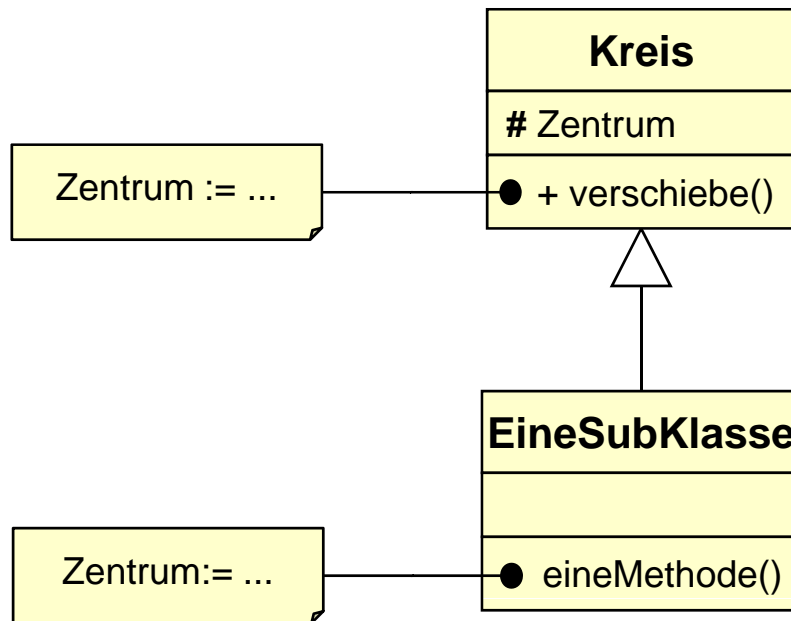 Kreis
# Zentrum
Zentrum := ...
+ verschiebe()
EineSubKlasse
Zentrum:= ...
eineMethode()